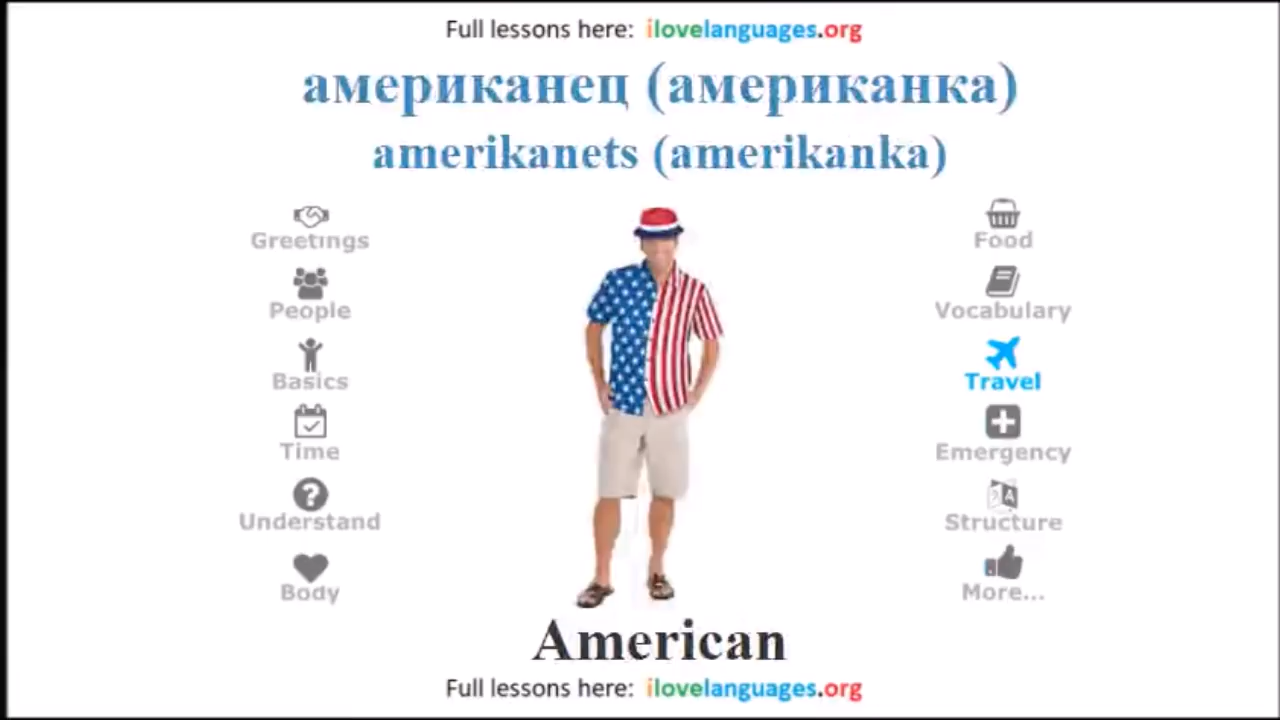 Full lessons here: ilovelanguages.org
американец (американка)
amerikanets (amerikanka)
Greetings
People
Basics
Time
Understand
Body
Food
Vocabulary
Travel
Emergency
Structure
More...
American
Full lessons here: ilovelanguages.org